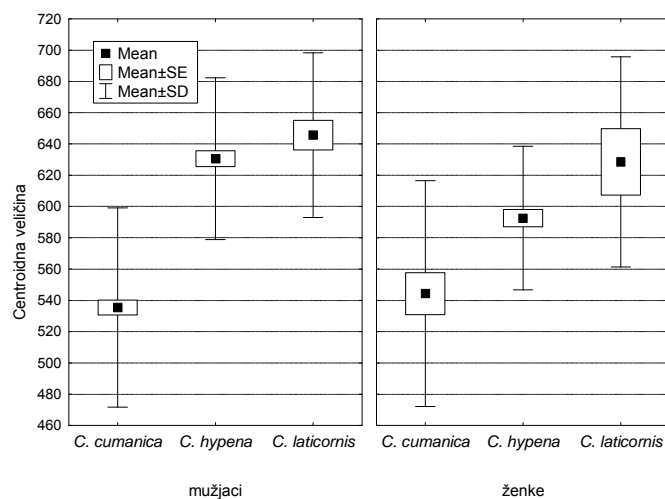 720
700
680
660
640
620
600
580
560
540
520
500
480
460
Centroidna veličina
Mean
Mean±SE
Mean±SD
C. cumanica C. hypena C. laticornis
C. cumanica C. hypena C. laticornis
mužjaci
ženke